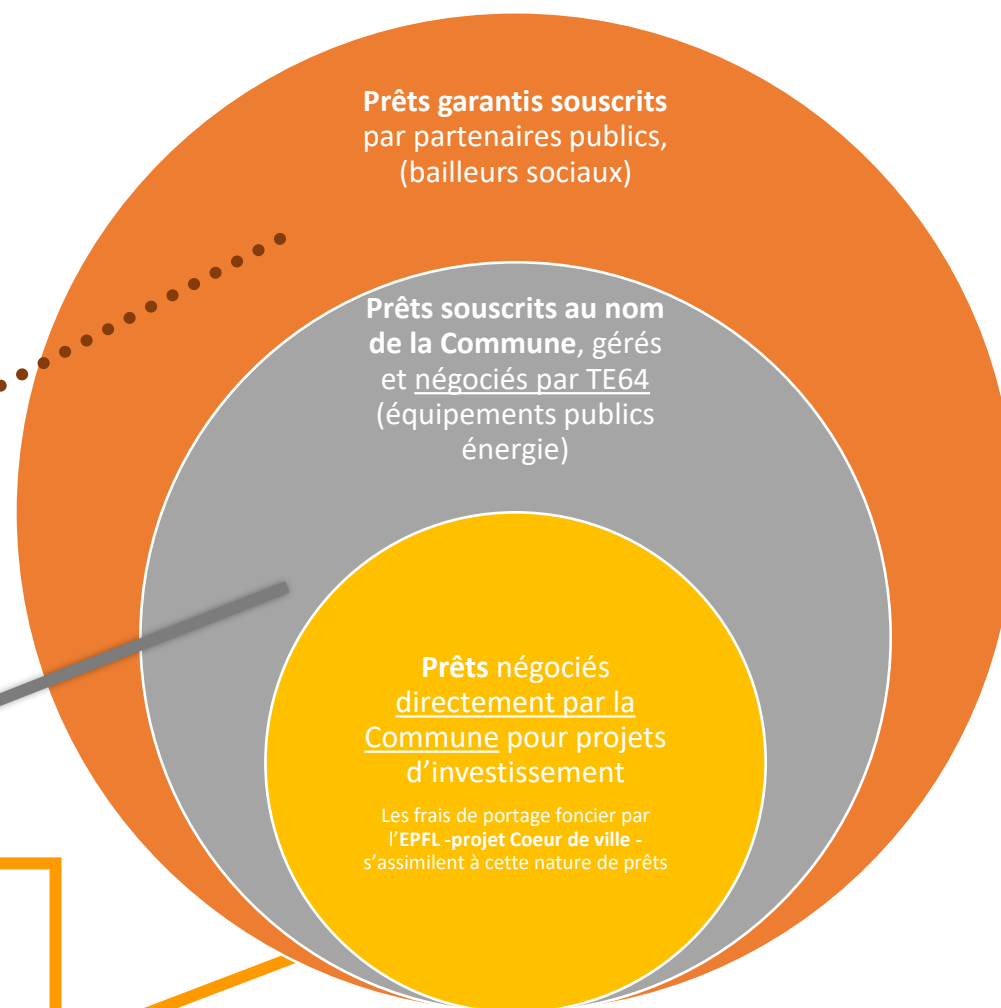 Prêts garantis souscrits
par partenaires publics,
(bailleurs sociaux)
Prêts souscrits au nom
de la Commune, gérés
et négociés par TE64
(équipements publics
énergie)
Prêts négociés
directement par la
Commune pour projets
d’investissement
Les frais de portage foncier par
l’EPFL -projet Coeur de ville -
s’assimilent à cette nature de prêts